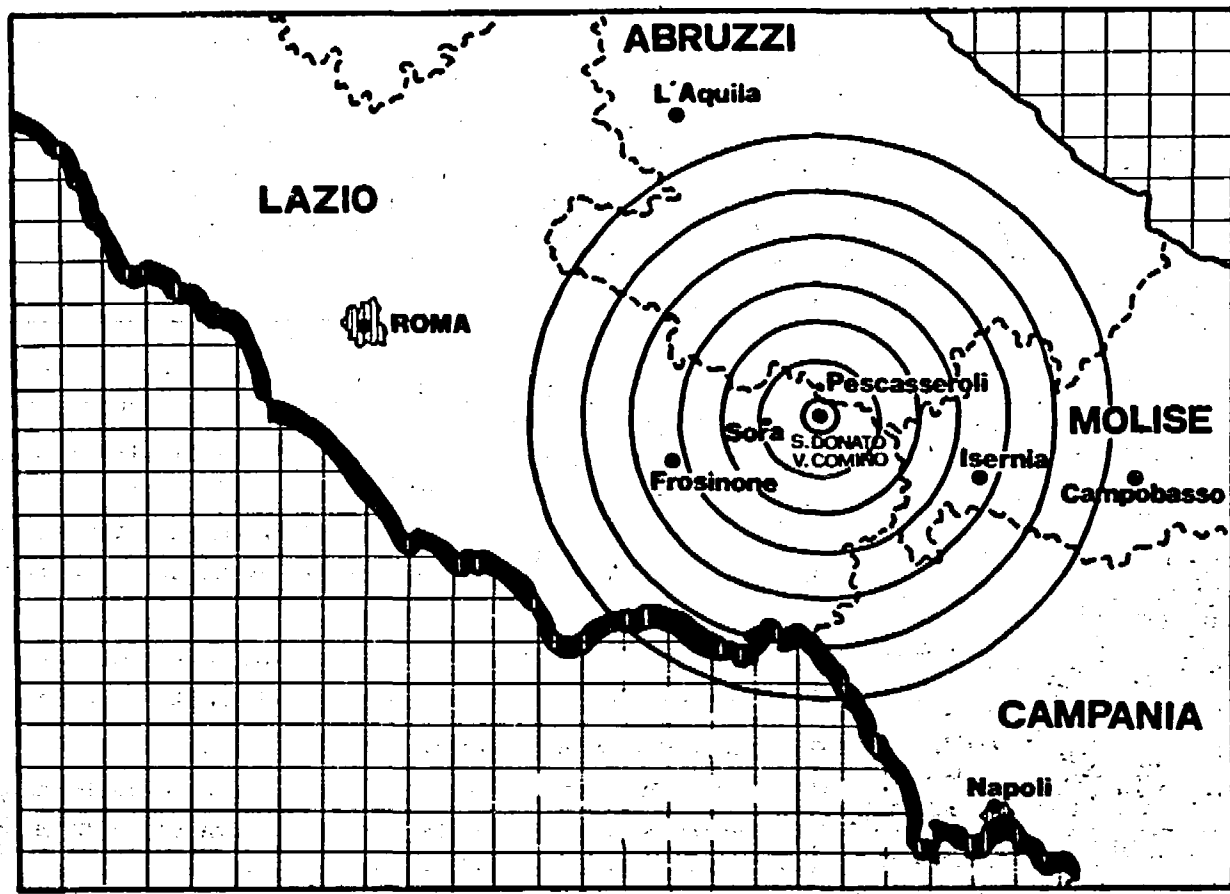 ABRUZZI
L'Aquila
LAZIO
ROMA
Pescasseroli
MOLISE
Sora
S. DONATO
V. COMINO
Isernia
Frosinone
Campobasso
CAMPANIA
Napoli